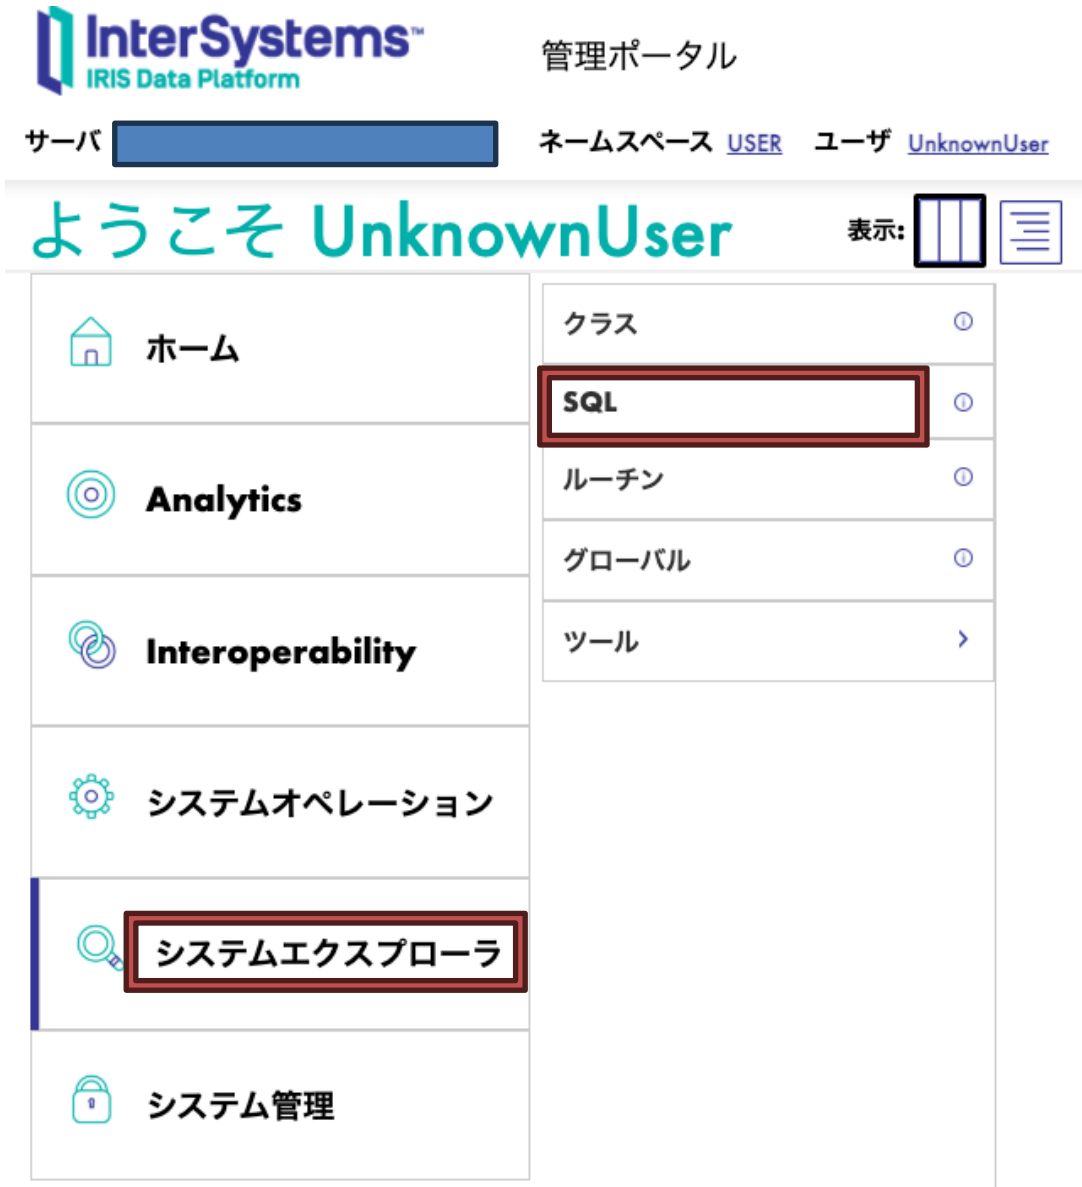 InterSystems™
IRIS Data Platform
管理ポータル
サーバ
ネームスペース USER ユーザ UnknownUser
ようこそ UnknownUser
表示:
ホーム
Analytics
Interoperability
システムオペレーション
システムエクスプローラ
システム管理
クラス
SQL
ルーチン
グローバル
ツール